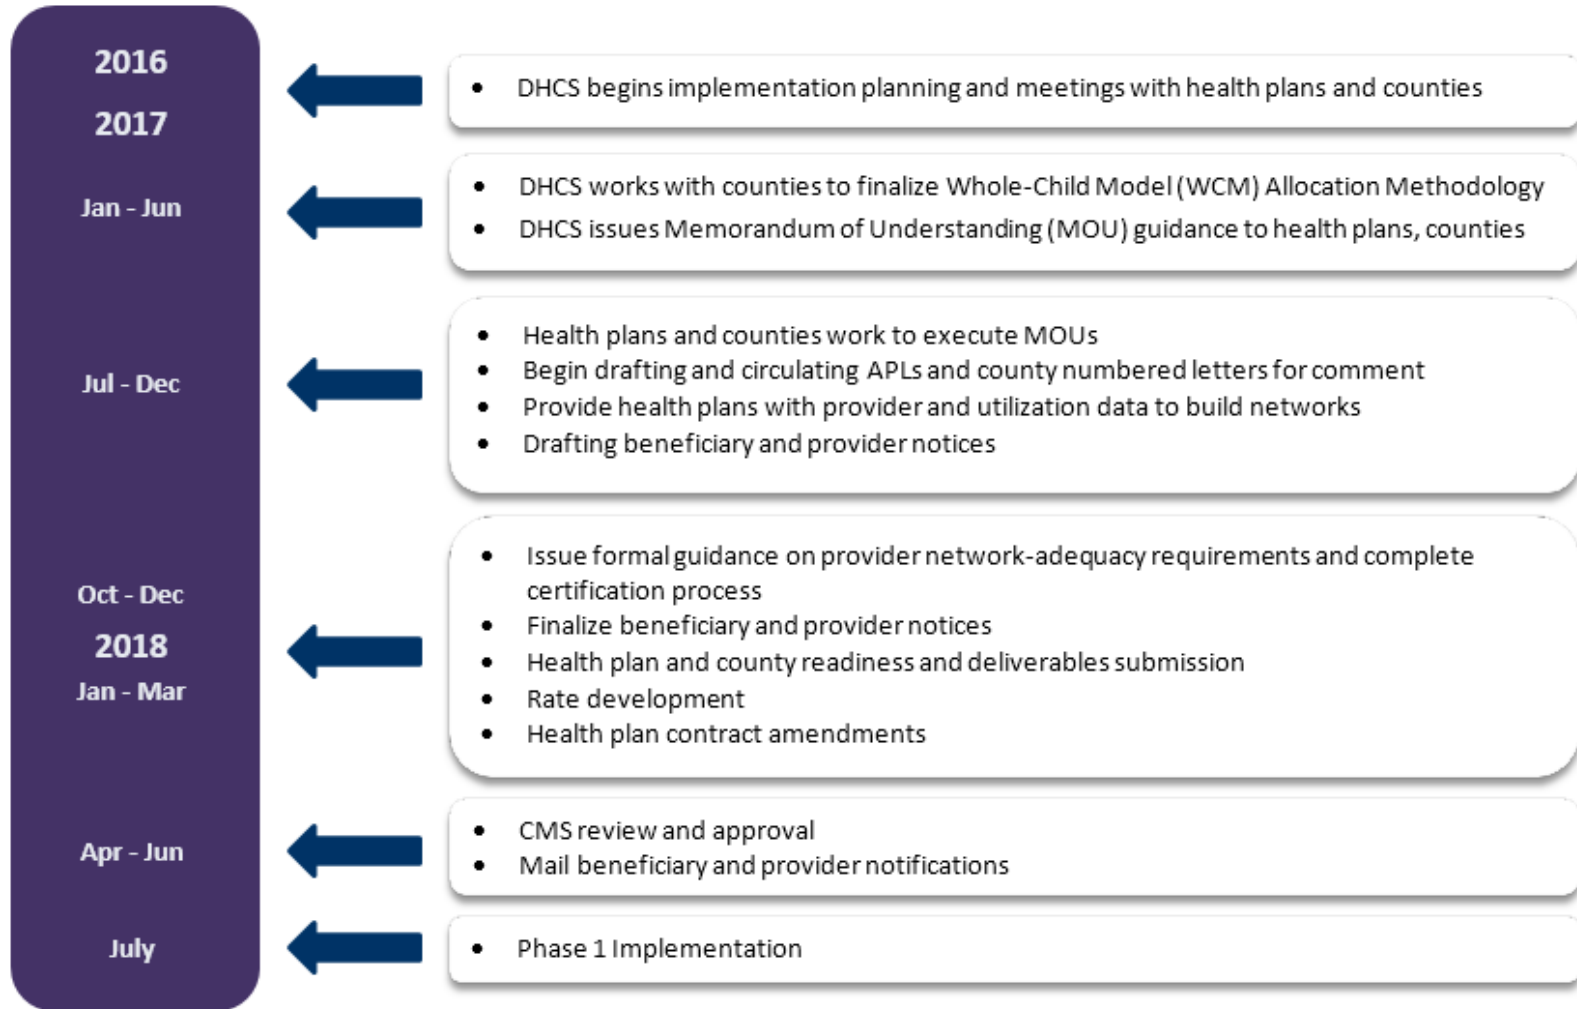 2016
• DHCS begins implementation planning and meetings with health plans and counties
2017
Jan - Jun
• DHCS works with counties to finalize Whole-Child Model (WCM) Allocation Methodology
• DHCS issues Memorandum of Understanding (MOU) guidance to health plans, counties
Jul - Dec
• Health plans and counties work to execute MOUs
• Begin drafting and circulating APLs and county numbered letters for comment
• Provide health plans with provider and utilization data to build networks
• Drafting beneficiary and provider notices
Oct - Dec
2018
Jan - Mar
• Issue formal guidance on provider network-adequacy requirements and complete
certification process
• Finalize beneficiary and provider notices
• Health plan and county readiness and deliverables submission
• Rate development
• Health plan contract amendments
Apr - Jun
• CMS review and approval
• Mail beneficiary and provider notifications
July
• Phase 1 Implementation